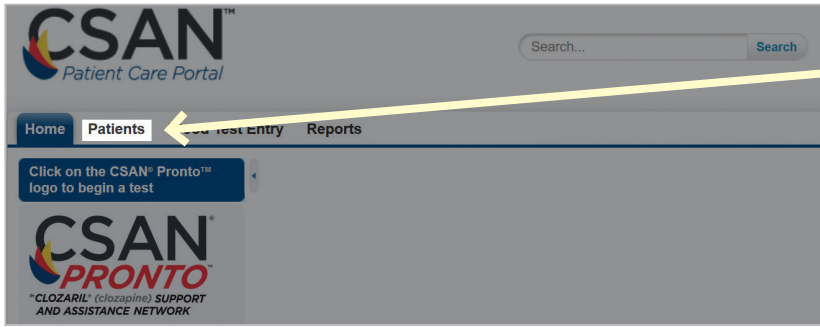 CSAN™
Patient Care Portal
Search...
Search
Home
Patients
Test Entry
Reports
Click on the CSAN® Pronto™
logo to begin a test
CSAN®
PRONTO™
CLOZARIL® (clozapine) SUPPORT
AND ASSISTANCE NETWORK